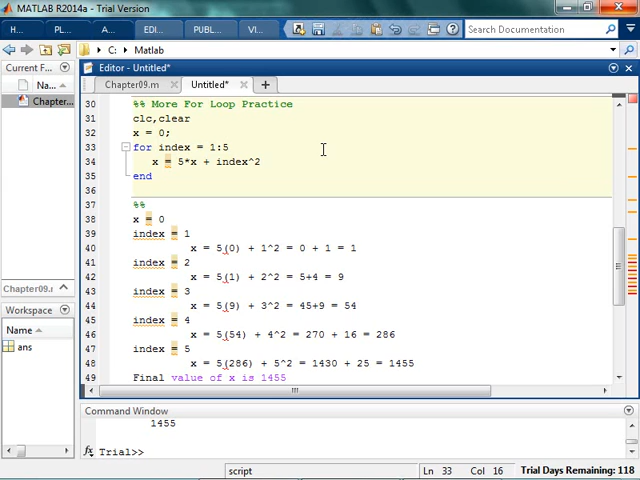 MATLAB R2014a - Trial Version
H...
PL...
A...
EDI...
PUBL...
VI...
Search Documentation
C: Matlab
Current F...
Editor - Untitled*
Na...
Chapter...
Chapter09.m
Untitled*
30 %% More For Loop Practice
31 clc,clear
32 x = 0;
33 for index = 1:5
34 x = 5*x + index^2
35 end
36
37 %%
38 x = 0
39 index = 1
40 x = 5(0) + 1^2 = 0 + 1 = 1
41 index = 2
42 x = 5(1) + 2^2 = 5+4 = 9
43 index = 3
44 x = 5(9) + 3^2 = 45+9 = 54
45 index = 4
46 x = 5(54) + 4^2 = 270 + 16 = 286
47 index = 5
48 x = 5(286) + 5^2 = 1430 + 25 = 1455
49 Final value of x is 1455
Chapter09.m
Workspace
Name
ans
Command Window
1455
fx Trial>>
script
Ln 33 Col 16
Trial Days Remaining: 118